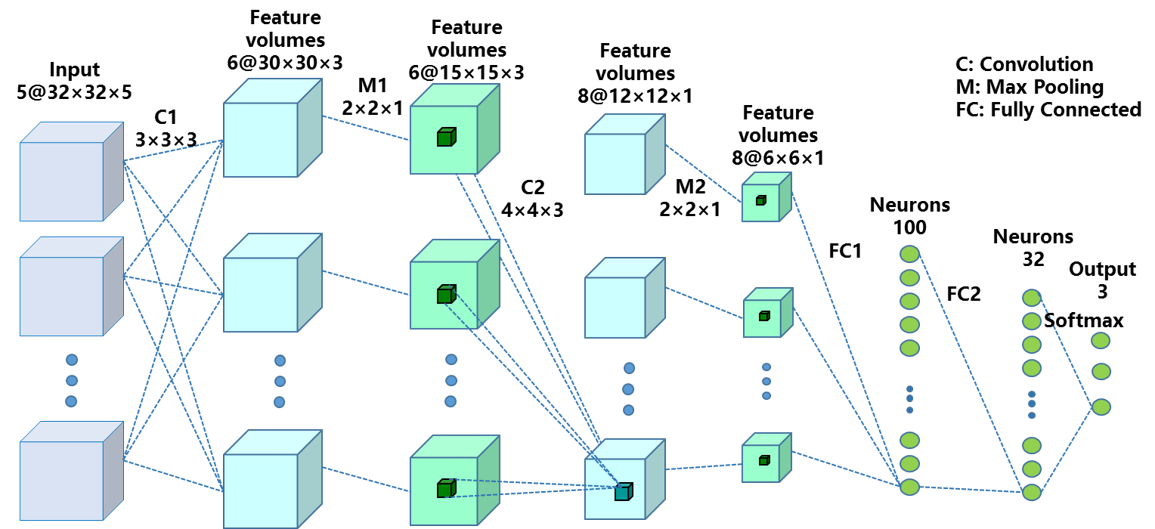 Input
5@32×32×5
C1
3×3×3
Feature
volumes
6@30×30×3
M1
2×2×1
Feature
volumes
6@15×15×3
C2
4×4×3
Feature
volumes
8@12×12×1
M2
2×2×1
Feature
volumes
8@6×6×1
FC1
Neurons
100
FC2
Neurons
32
Output
3
Softmax
C: Convolution
M: Max Pooling
FC: Fully Connected